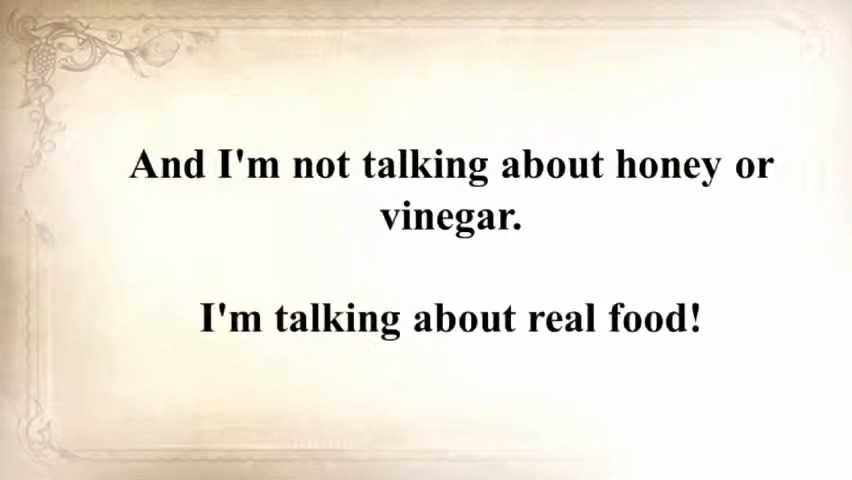 And I'm not talking about honey or
vinegar.
I'm talking about real food!